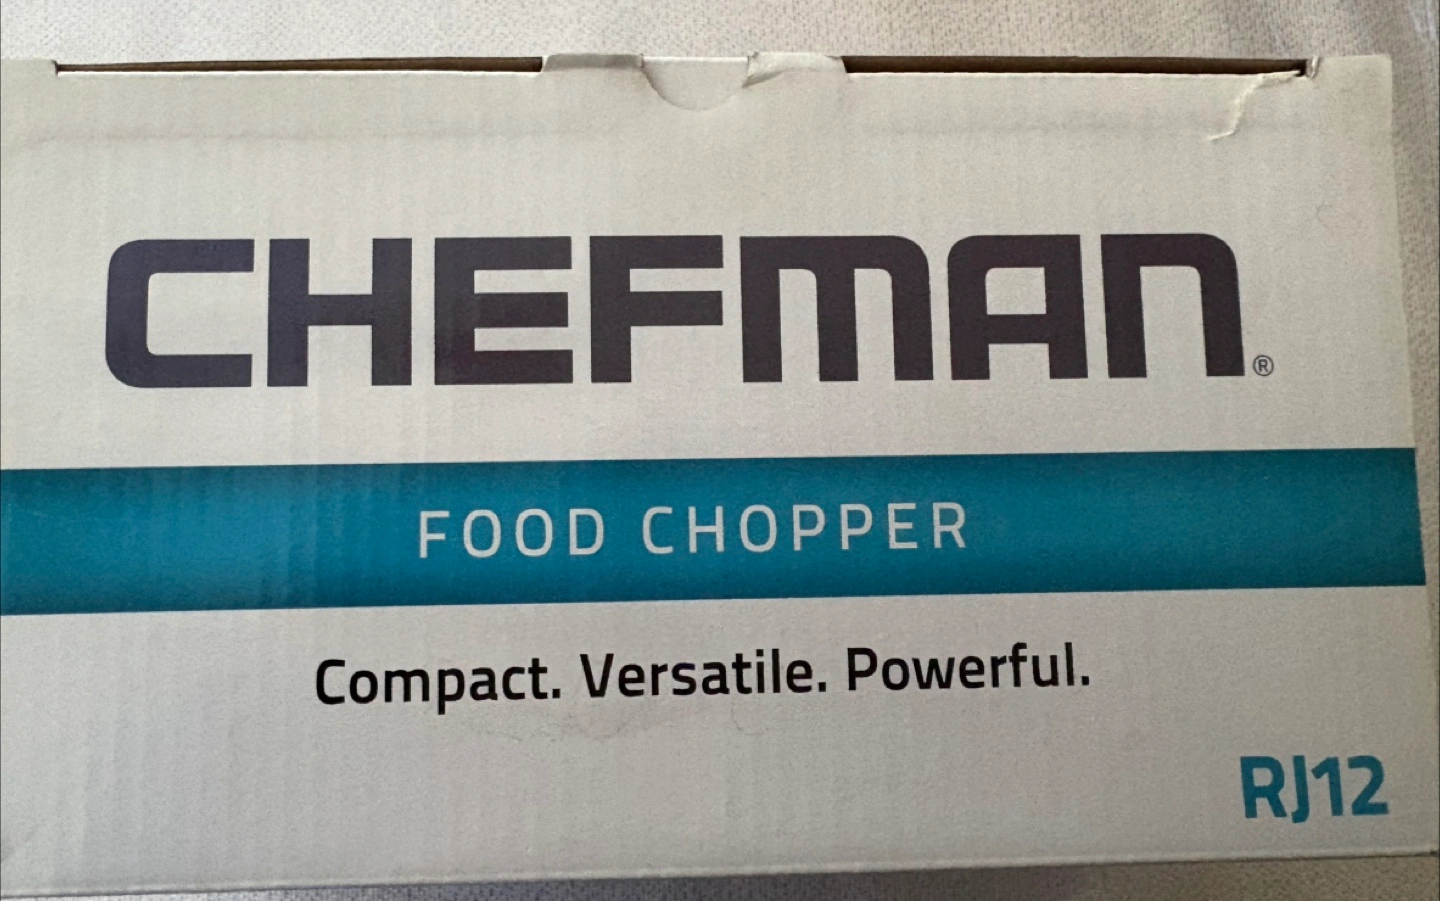 CHEFMAN®
FOOD CHOPPER
Compact. Versatile. Powerful.
RJ12